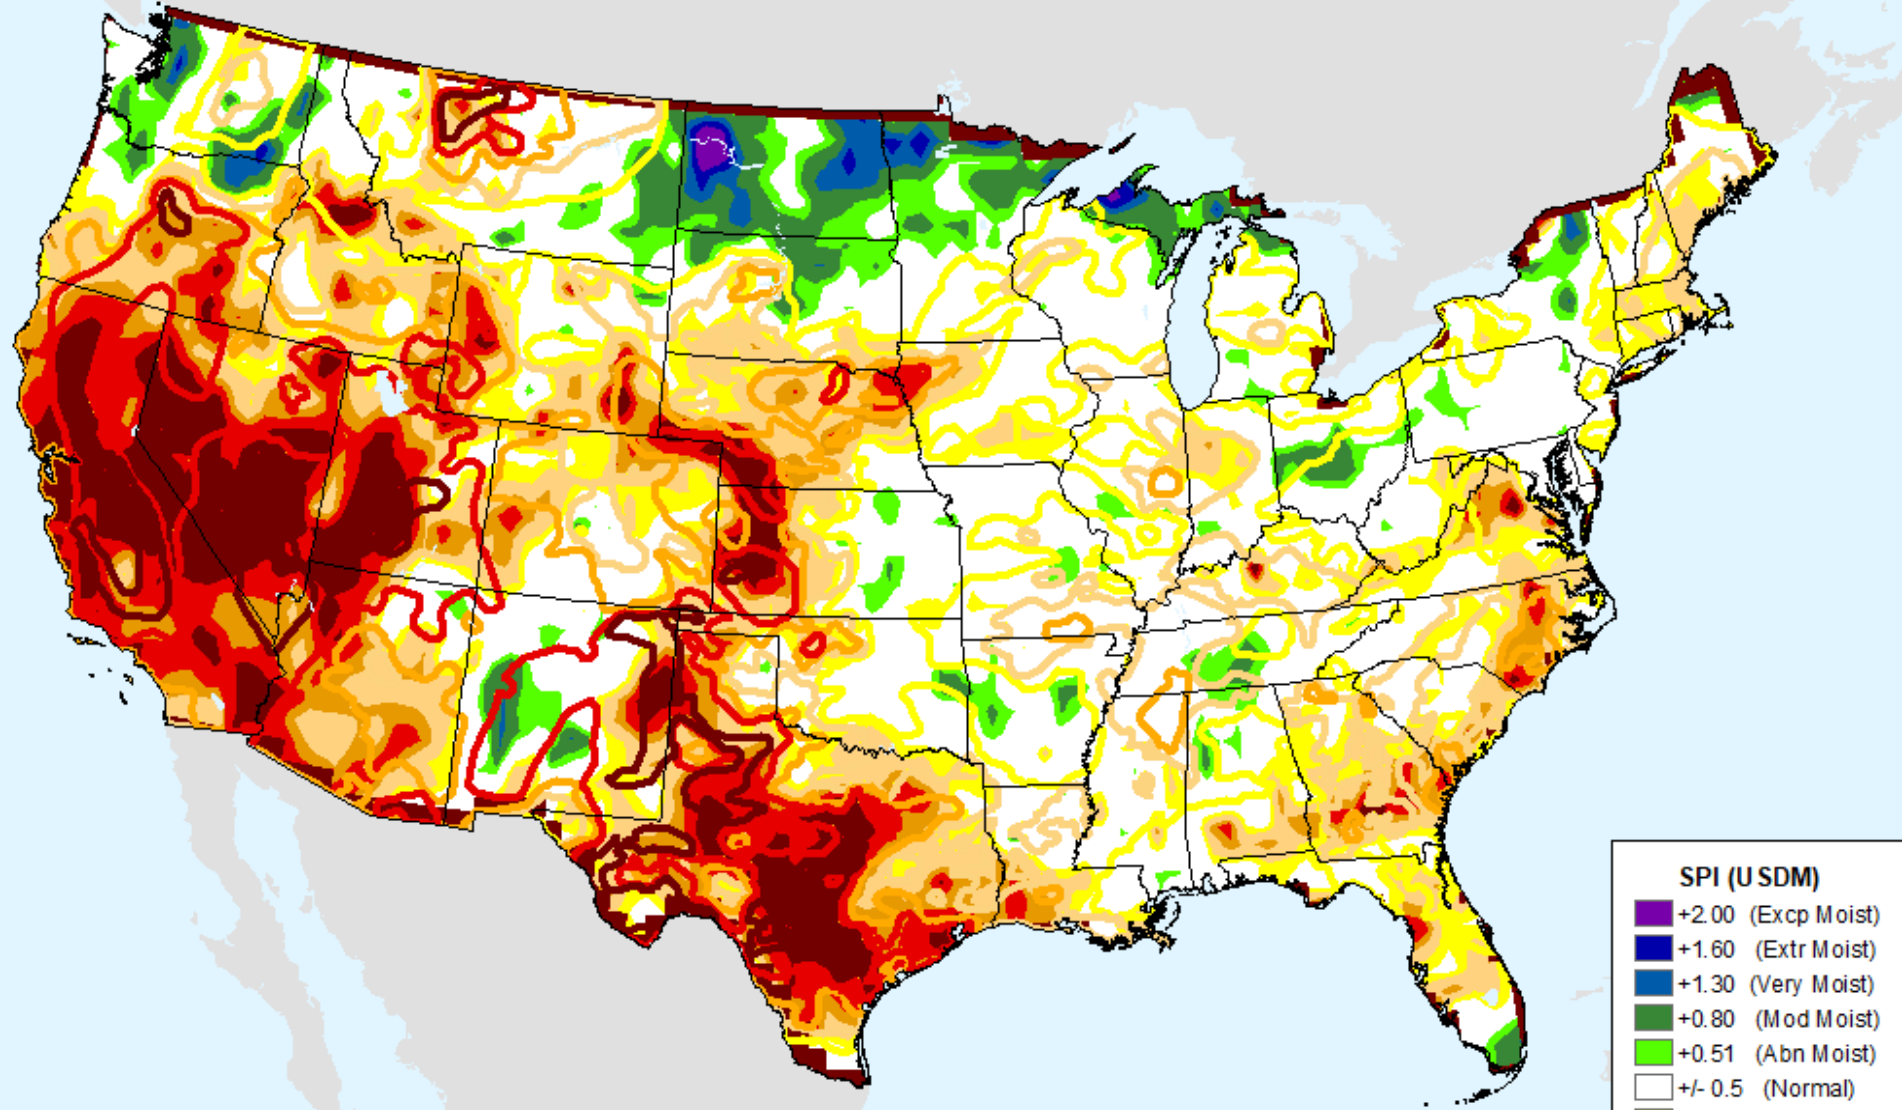 SPI (USDM)
+2.00 (Excp Moist)
+1.60 (Extr Moist)
+1.30 (Very Moist)
+0.80 (Mod Moist)
+0.51 (Abn Moist)
+/- 0.5 (Normal)